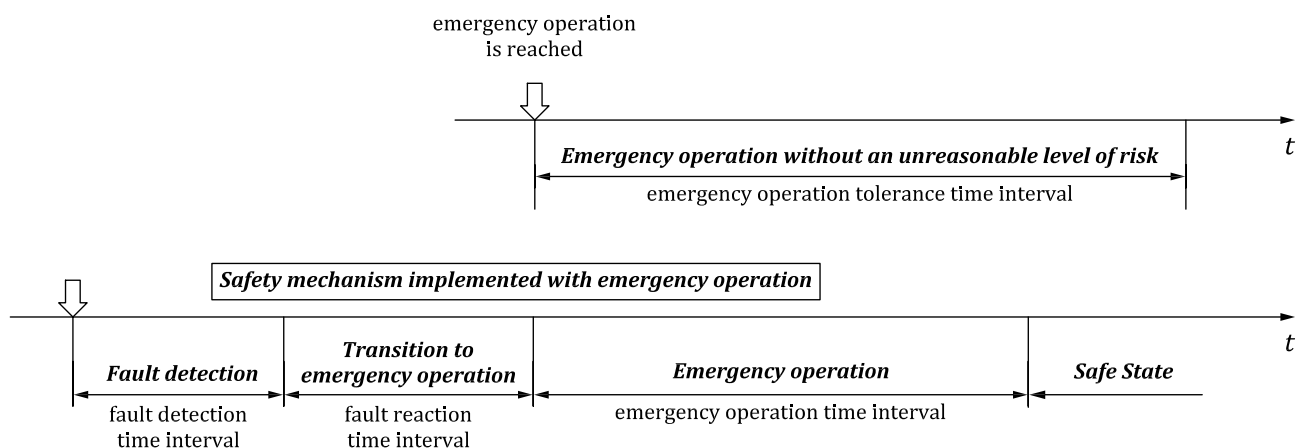 emergency operation
is reached
t
Emergency operation without an unreasonable level of risk
emergency operation tolerance time interval
Safety mechanism implemented with emergency operation
t
Fault detection
Transition to
emergency operation
Emergency operation
Safe State
fault detection
time interval
fault reaction
time interval
emergency operation time interval